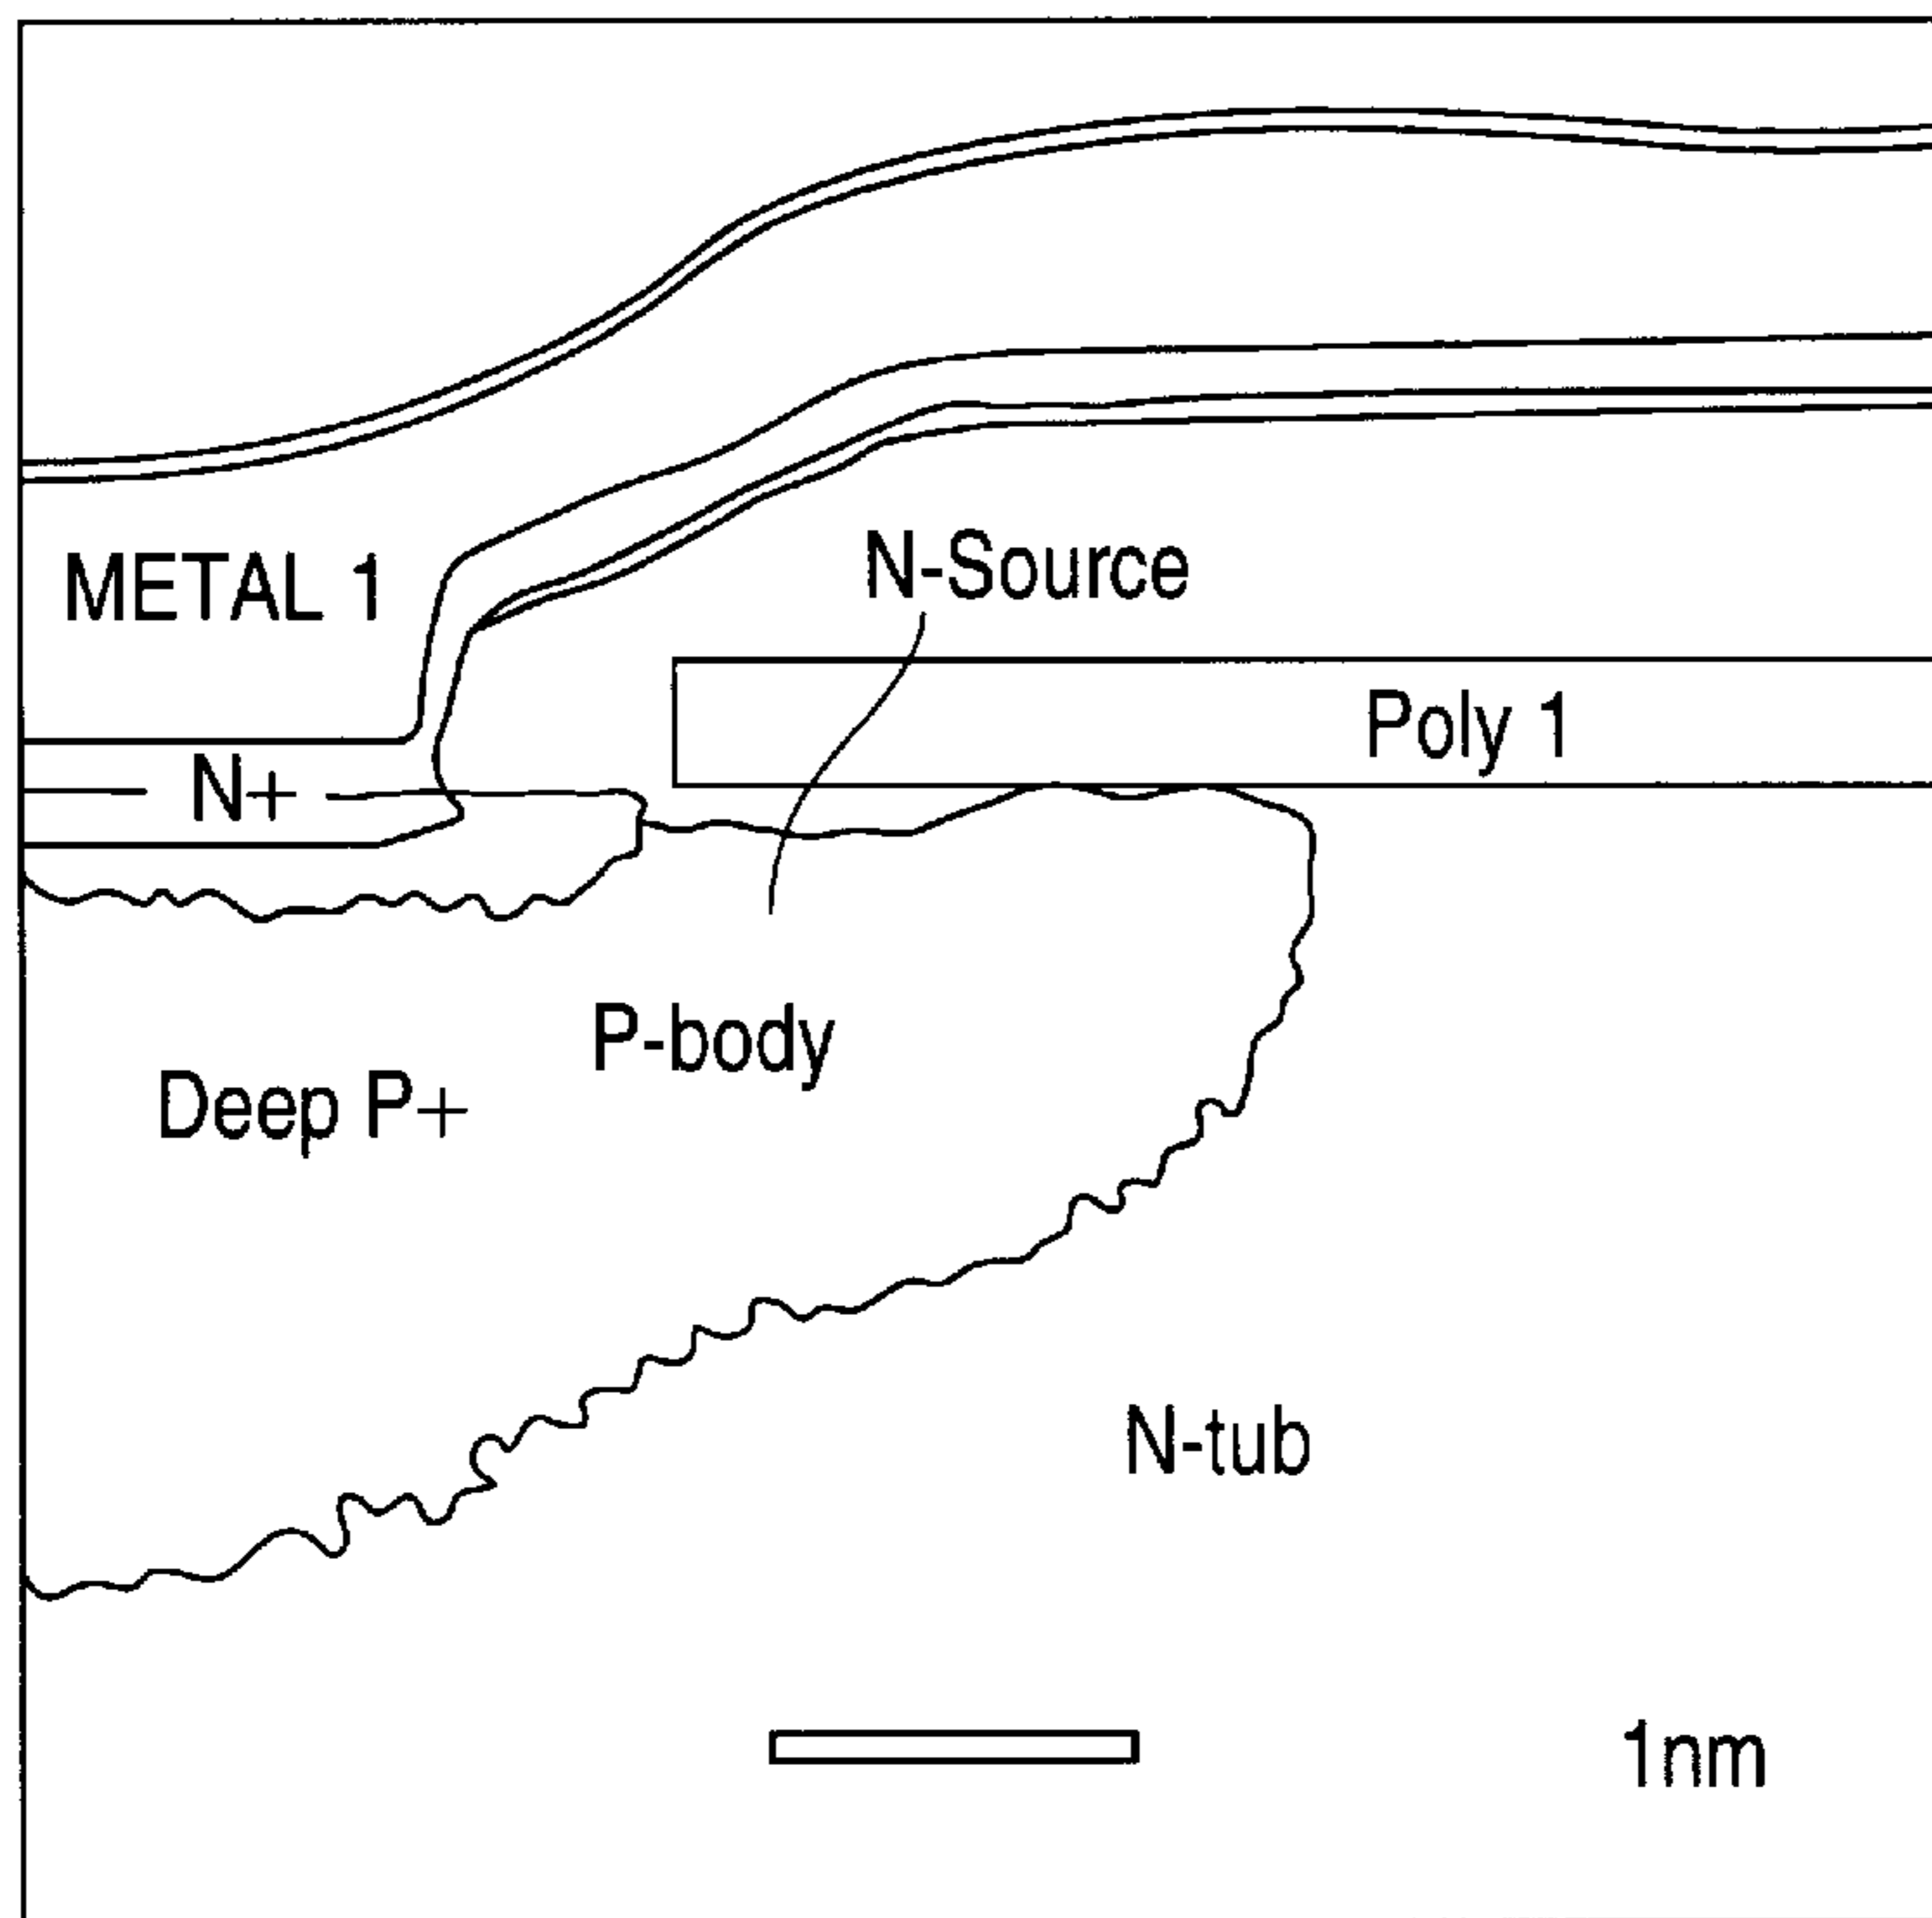 N-Source
METAL 1
Poly 1
N+
P-body
Deep P+
N-tub
1nm